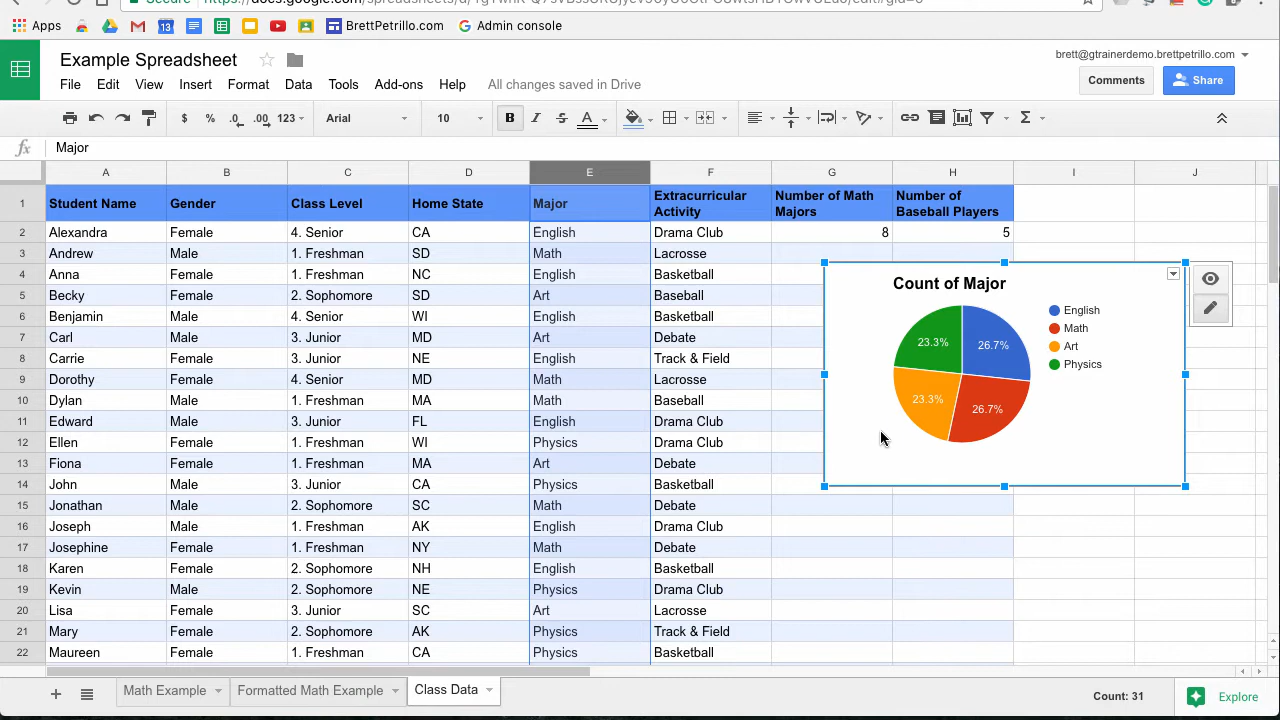 Apps BrettPetrillo.com Admin console
Example Spreadsheet
brett@gtrainerdemo.brettpetrillo.com
File Edit View Insert Format Data Tools Add-ons Help All changes saved in Drive
Comments Share
$ % .0 .00 123 Arial 10 B I S A Σ
fx Major
A B C D E F G H I J
1 Student Name Gender Class Level Home State Major Extracurricular Activity Number of Math Majors Number of Baseball Players
2 Alexandra Female 4. Senior CA English Drama Club 8 5
3 Andrew Male 1. Freshman SD Math Lacrosse
4 Anna Female 1. Freshman NC English Basketball
5 Becky Female 2. Sophomore SD Art Baseball
6 Benjamin Male 4. Senior WI English Basketball
7 Carl Male 3. Junior MD Art Debate
8 Carrie Female 3. Junior NE English Track & Field
9 Dorothy Female 4. Senior MD Math Lacrosse
10 Dylan Male 1. Freshman MA Math Baseball
11 Edward Male 3. Junior FL English Drama Club
12 Ellen Female 1. Freshman WI Physics Drama Club
13 Fiona Female 1. Freshman MA Art Debate
14 John Male 3. Junior CA Physics Basketball
15 Jonathan Male 2. Sophomore SC Math Debate
16 Joseph Male 1. Freshman AK English Drama Club
17 Josephine Female 1. Freshman NY Math Debate
18 Karen Female 2. Sophomore NH English Basketball
19 Kevin Male 2. Sophomore NE Physics Drama Club
20 Lisa Female 3. Junior SC Art Lacrosse
21 Mary Female 2. Sophomore AK Physics Track & Field
22 Maureen Female 1. Freshman CA Physics Basketball
Count of Major
23.3% 26.7%
23.3% 26.7%
English
Math
Art
Physics
Math Example Formatted Math Example Class Data Count: 31 Explore